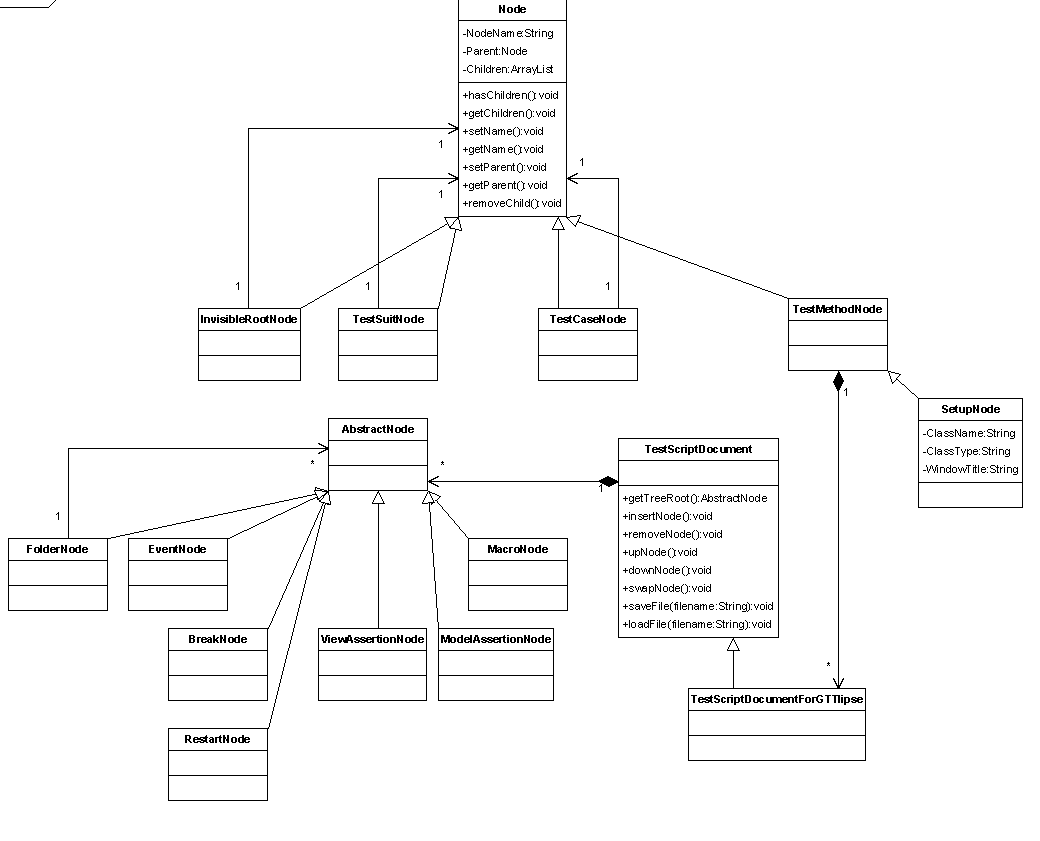 Node
-NodeName:String
-Parent:Node
-Children:ArrayList
+hasChildren():void
+getChildren():void
+setName():void
+getName():void
+setParent():void
+getParent():void
+removeChild():void
1
1
1
1
1
1
InvisibleRootNode
TestSuitNode
TestCaseNode
TestMethodNode
1
SetupNode
-ClassName:String
-ClassType:String
-WindowTitle:String
AbstractNode
*
*
1
1
TestScriptDocument
+getTreeRoot():AbstractNode
+insertNode():void
+removeNode():void
+upNode():void
+downNode():void
+swapNode():void
+saveFile(filename:String):void
+loadFile(filename:String):void
FolderNode
EventNode
MacroNode
BreakNode
ViewAssertionNode
ModelAssertionNode
*
RestartNode
TestScriptDocumentForGTTlipse